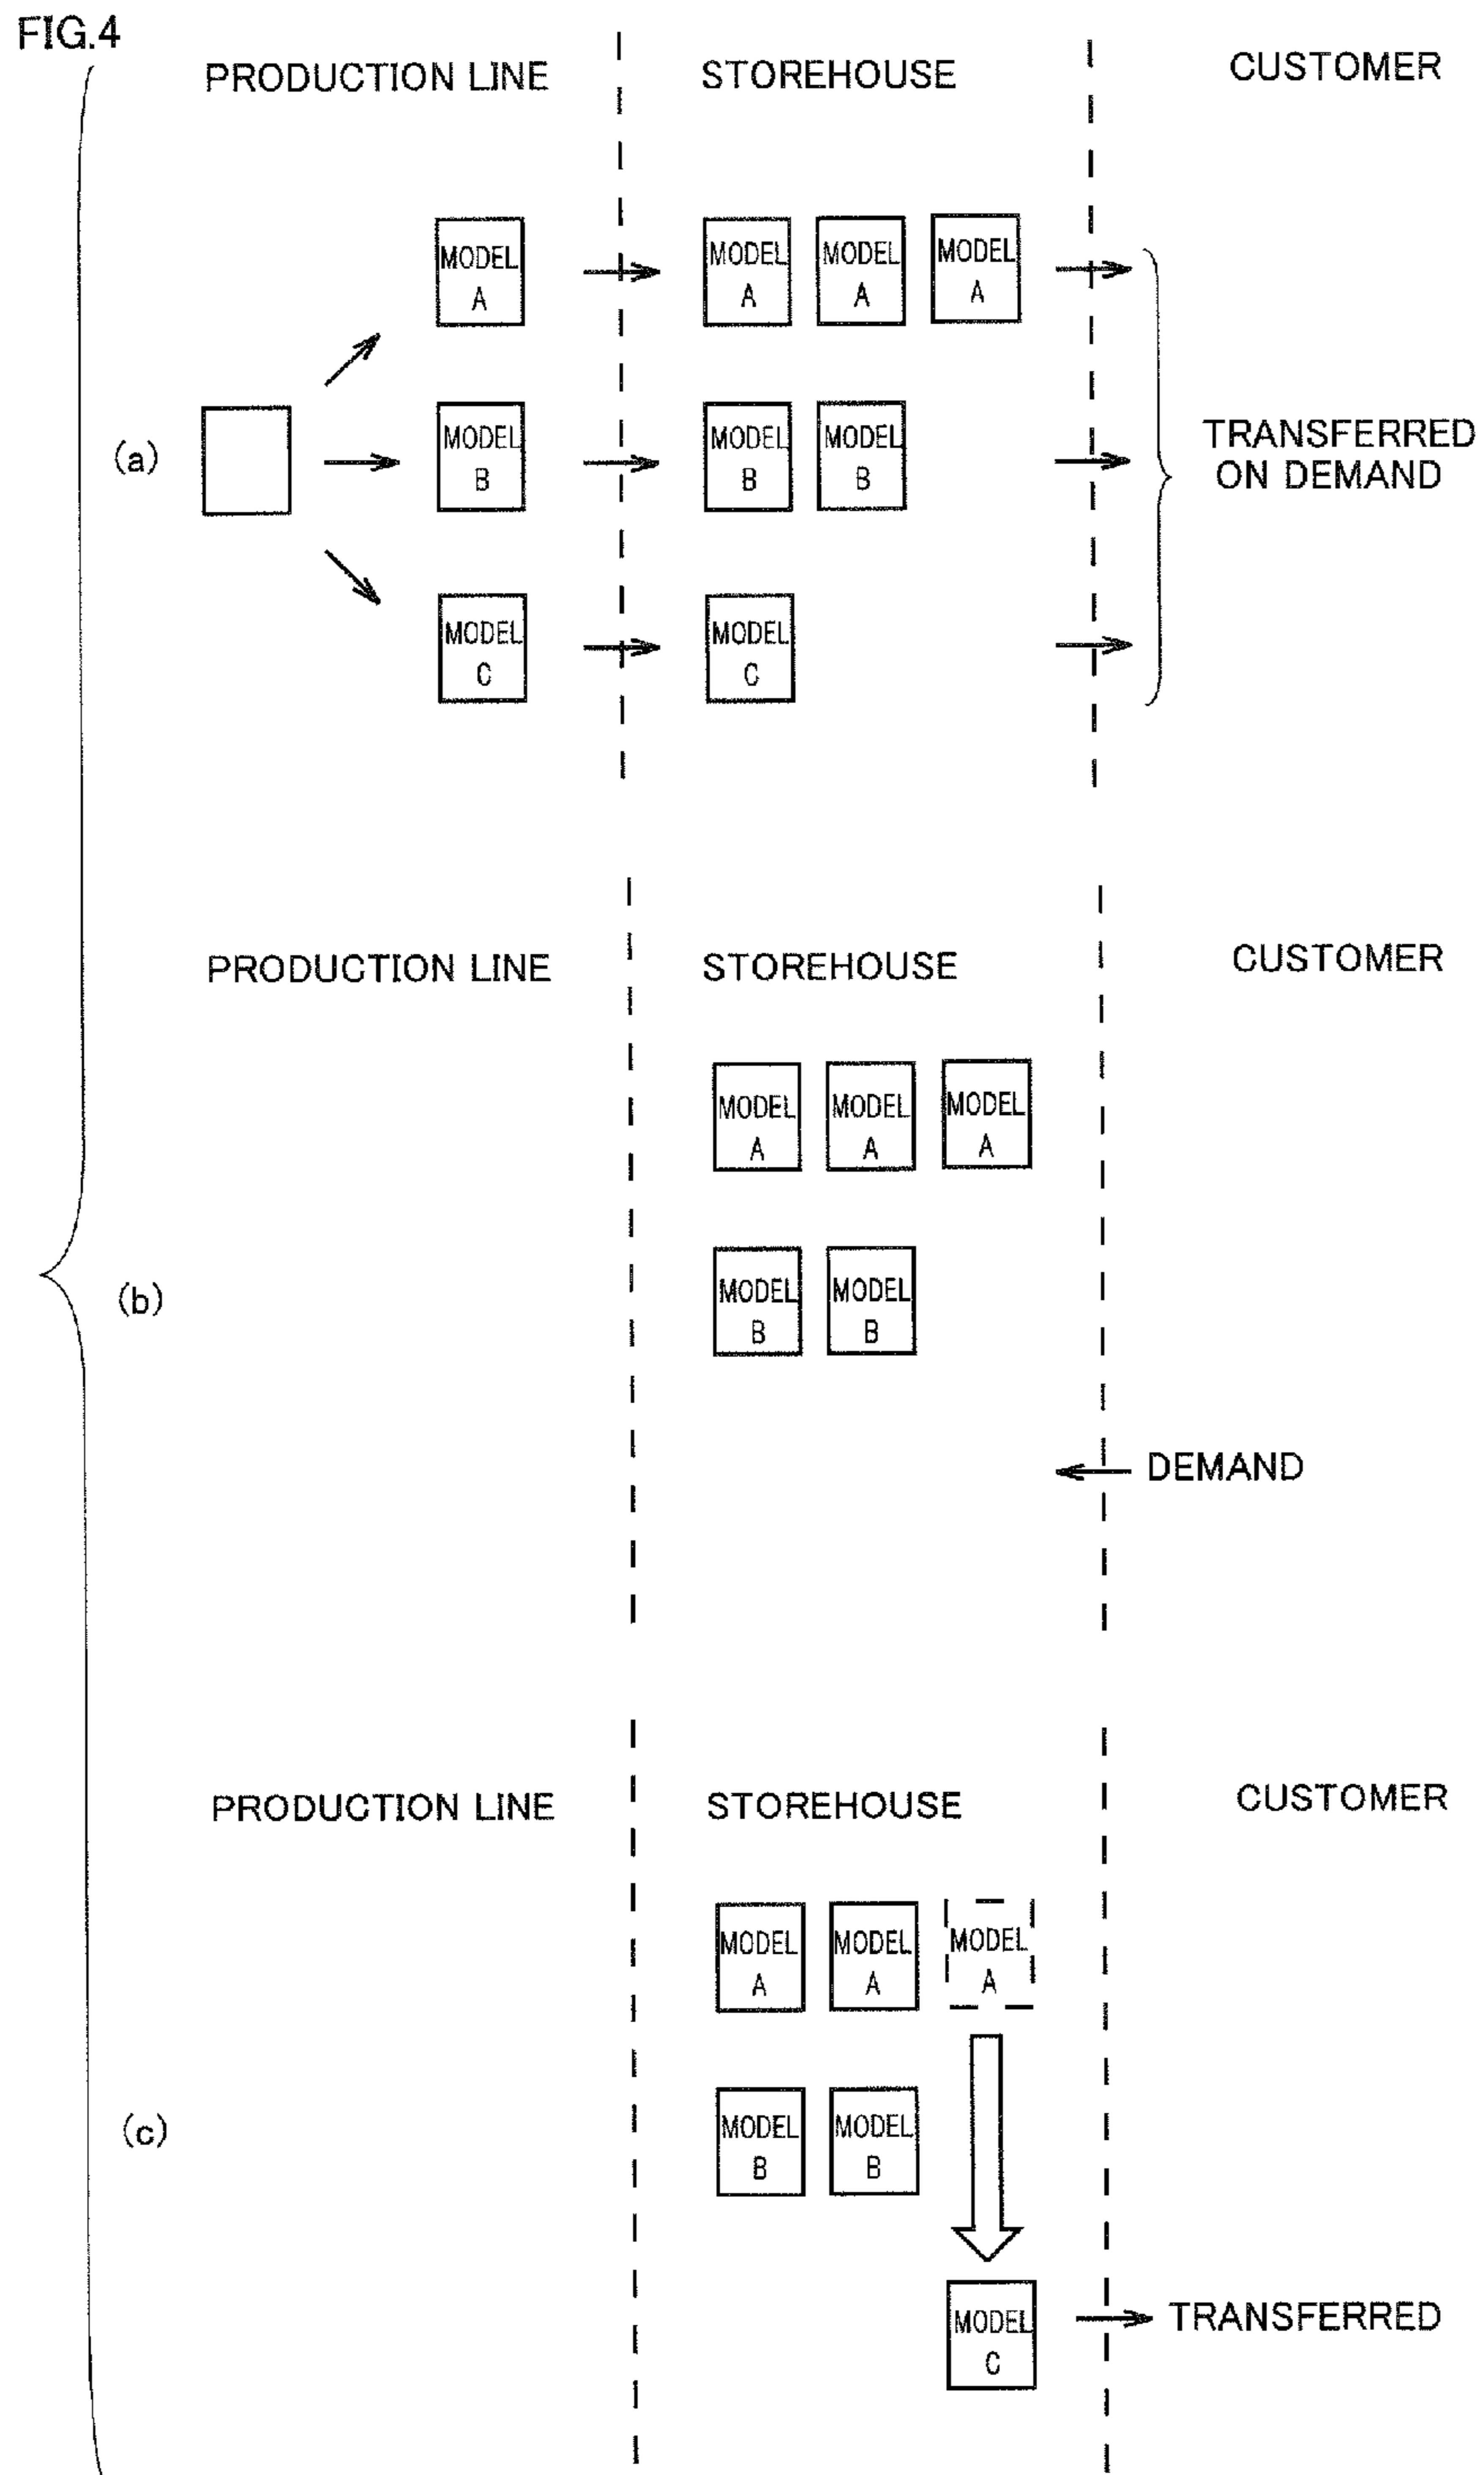 FIG.4
PRODUCTION LINE STOREHOUSE CUSTOMER
MODEL MODEL MODEL MODEL
A A A A
(a)
MODEL MODEL MODEL
B B B
TRANSFERRED
ON DEMAND
MODEL MODEL
C C
PRODUCTION LINE STOREHOUSE CUSTOMER
MODEL MODEL MODEL
A A A
(b)
MODEL MODEL
B B
DEMAND
PRODUCTION LINE STOREHOUSE CUSTOMER
MODEL MODEL MODEL
A A A
(c)
MODEL MODEL
B B
MODEL
C
TRANSFERRED